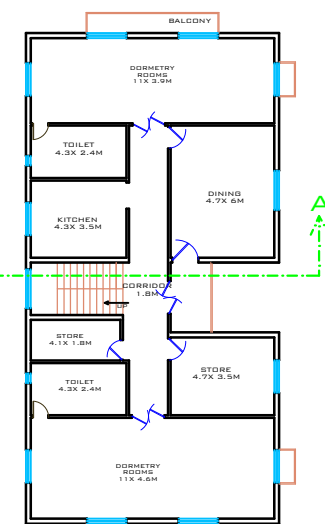 BALCONY
DORMETRY
ROOMS
11X 3.9M
TOILET
4.3X 2.4M
DINING
4.7X 6M
A
KITCHEN
4.3X 3.5M
CORRIDOR
1.8M
UP
STORE
4.1X 1.8M
STORE
4.7X 3.5M
TOILET
4.3X 2.4M
DORMETRY
ROOMS
11X 4.6M